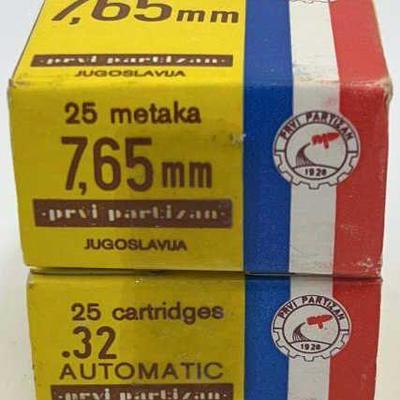 7,65mm
prvi partizan
JUGOSLAVIJA
25 metaka
7,65mm
prvi partizan
JUGOSLAVIJA
PRVI PARTIZAN
1928
25 cartridges
.32
AUTOMATIC
prvi partizan
PRVI PARTIZAN
1928